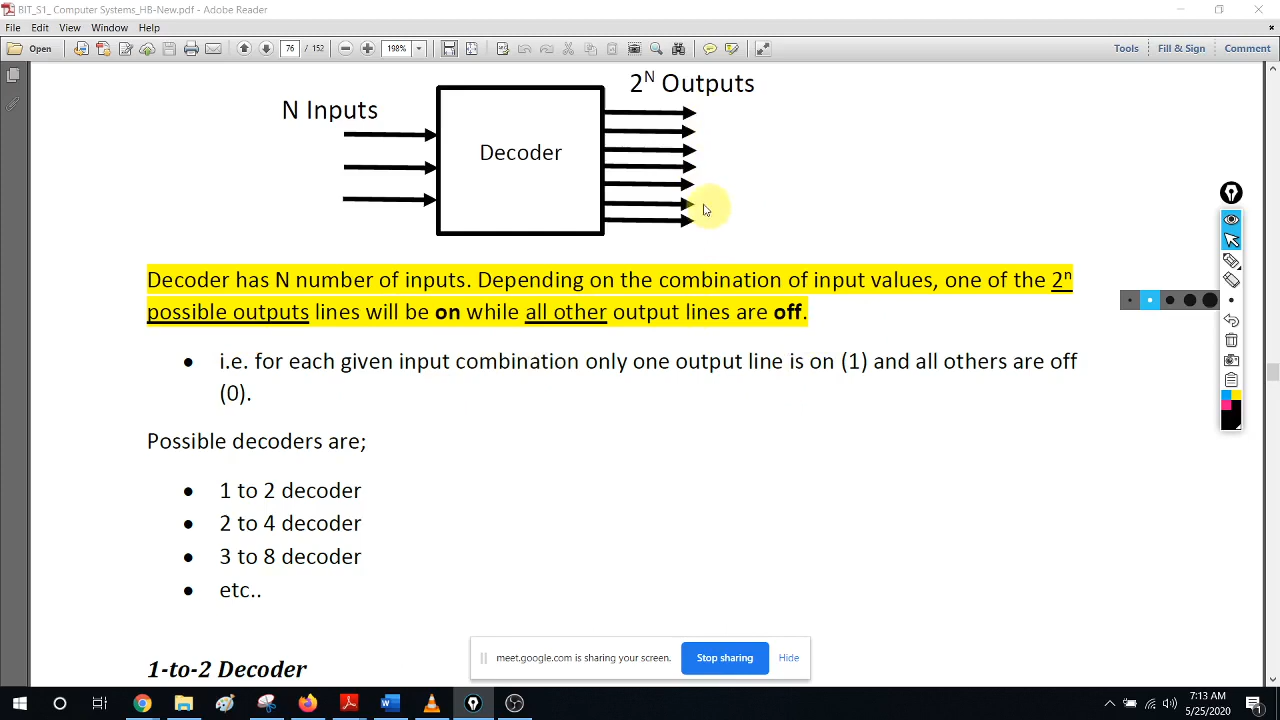 BIT_S1_ Computer Systems_HB-New.pdf - Adobe Reader
File Edit View Window Help
Open 76 / 152 198% Tools Fill & Sign Comment
2ᴺ Outputs
N Inputs
Decoder
Decoder has N number of inputs. Depending on the combination of input values, one of the 2ⁿ
possible outputs lines will be on while all other output lines are off.
• i.e. for each given input combination only one output line is on (1) and all others are off
(0).
Possible decoders are;
• 1 to 2 decoder
• 2 to 4 decoder
• 3 to 8 decoder
• etc..
meet.google.com is sharing your screen. Stop sharing Hide
1-to-2 Decoder
7:13 AM
5/25/2020